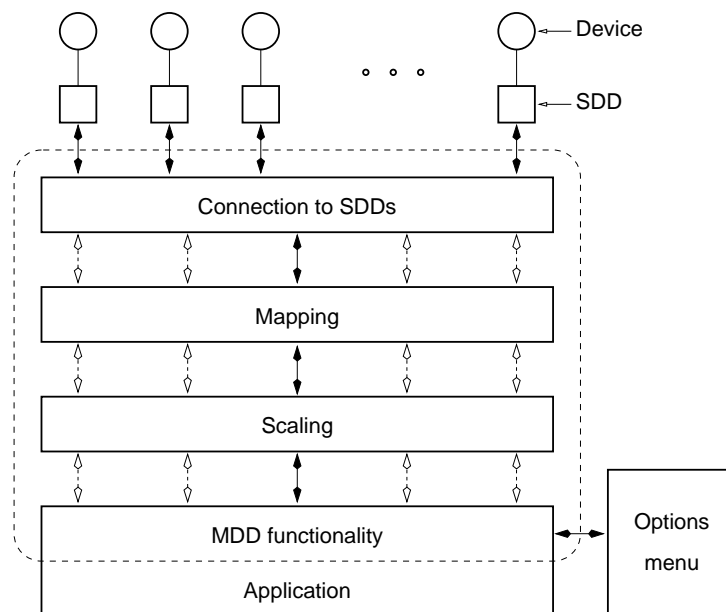 Device
SDD
Connection to SDDs
Mapping
Scaling
MDD functionality
Application
Options
menu